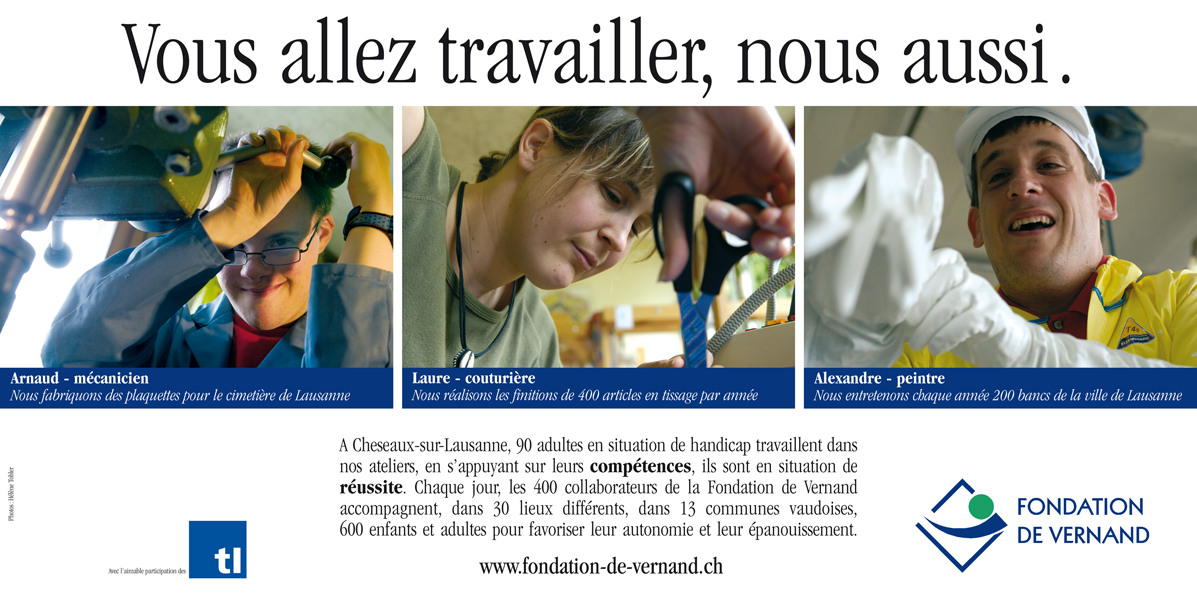 Vous allez travailler, nous aussi.
Arnaud - mécanicien
Nous fabriquons des plaquettes pour le cimetière de Lausanne
Laure - couturière
Nous réalisons les finitions de 400 articles en tissage par année
Alexandre - peintre
Nous entretenons chaque année 200 bancs de la ville de Lausanne
A Cheseaux-sur-Lausanne, 90 adultes en situation de handicap travaillent dans
nos ateliers, en s'appuyant sur leurs compétences, ils sont en situation de
réussite. Chaque jour, les 400 collaborateurs de la Fondation de Vernand
accompagnent, dans 30 lieux différents, dans 13 communes vaudoises,
600 enfants et adultes pour favoriser leur autonomie et leur épanouissement.
www.fondation-de-vernand.ch
Photos : Hélène Tobler
Avec l'aimable participation des
tl
FONDATION
DE VERNAND